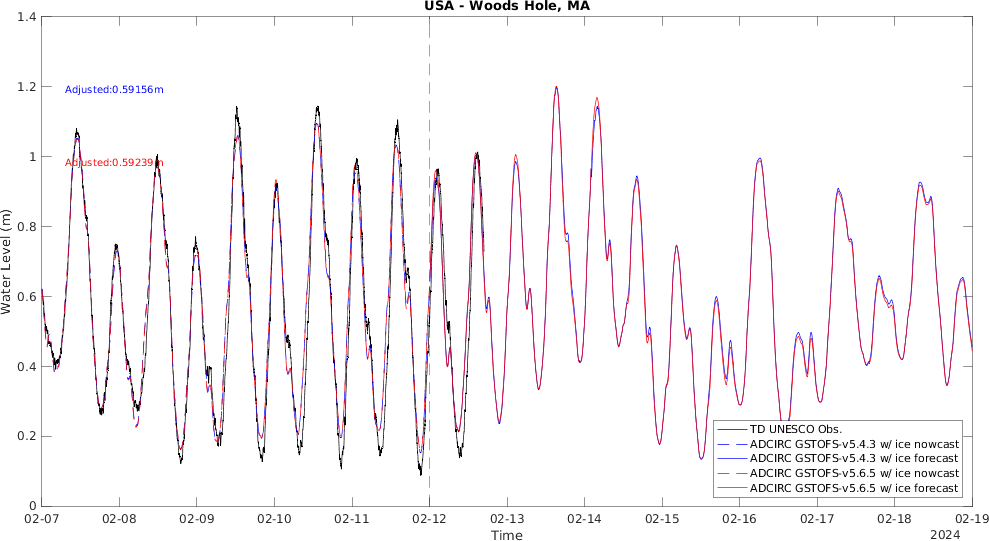 USA - Woods Hole, MA
1.4
1.2
1
0.8
0.6
0.4
0.2
0
Water Level (m)
Adjusted:0.59156m
Adjusted:0.59239m
TD UNESCO Obs.
ADCIRC GSTOFS-v5.4.3 w/ ice nowcast
ADCIRC GSTOFS-v5.4.3 w/ ice forecast
ADCIRC GSTOFS-v5.6.5 w/ ice nowcast
ADCIRC GSTOFS-v5.6.5 w/ ice forecast
02-07 02-08 02-09 02-10 02-11 02-12 02-13 02-14 02-15 02-16 02-17 02-18 02-19
Time
2024